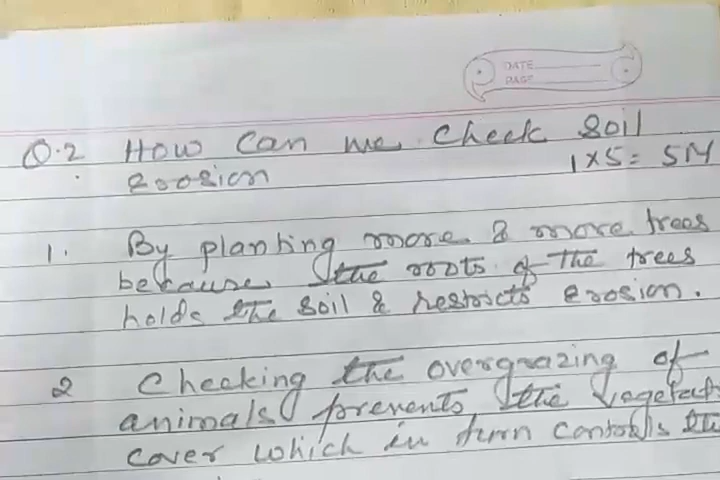 DATE
PAGE
Q.2 How Can we Check Soil
erosion 1 x 5 = 5M
1. By planting more & more trees
because the roots of the trees
holds the soil & restricts erosion.
2 Checking the overgrazing of
animals prevents the
cover which in turn controls the